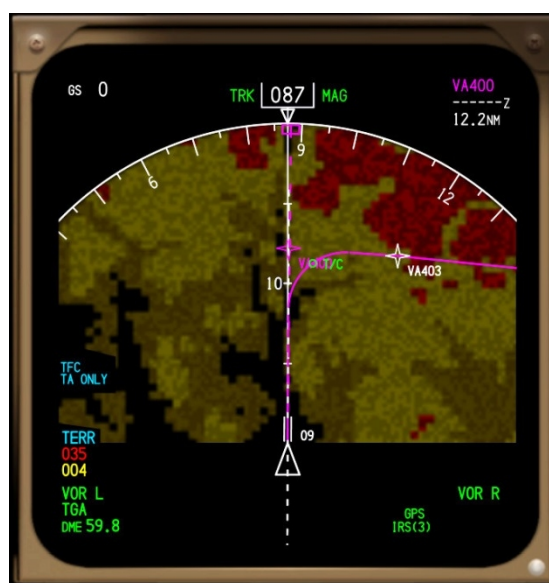 GS 0
TRK 087 MAG
VA400
------Z
12.2NM
6
9
12
T/C
VA403
10
TFC
TA ONLY
09
TERR
035
004
VOR L
TGA
DME 59.8
VOR R
GPS
IRS(3)